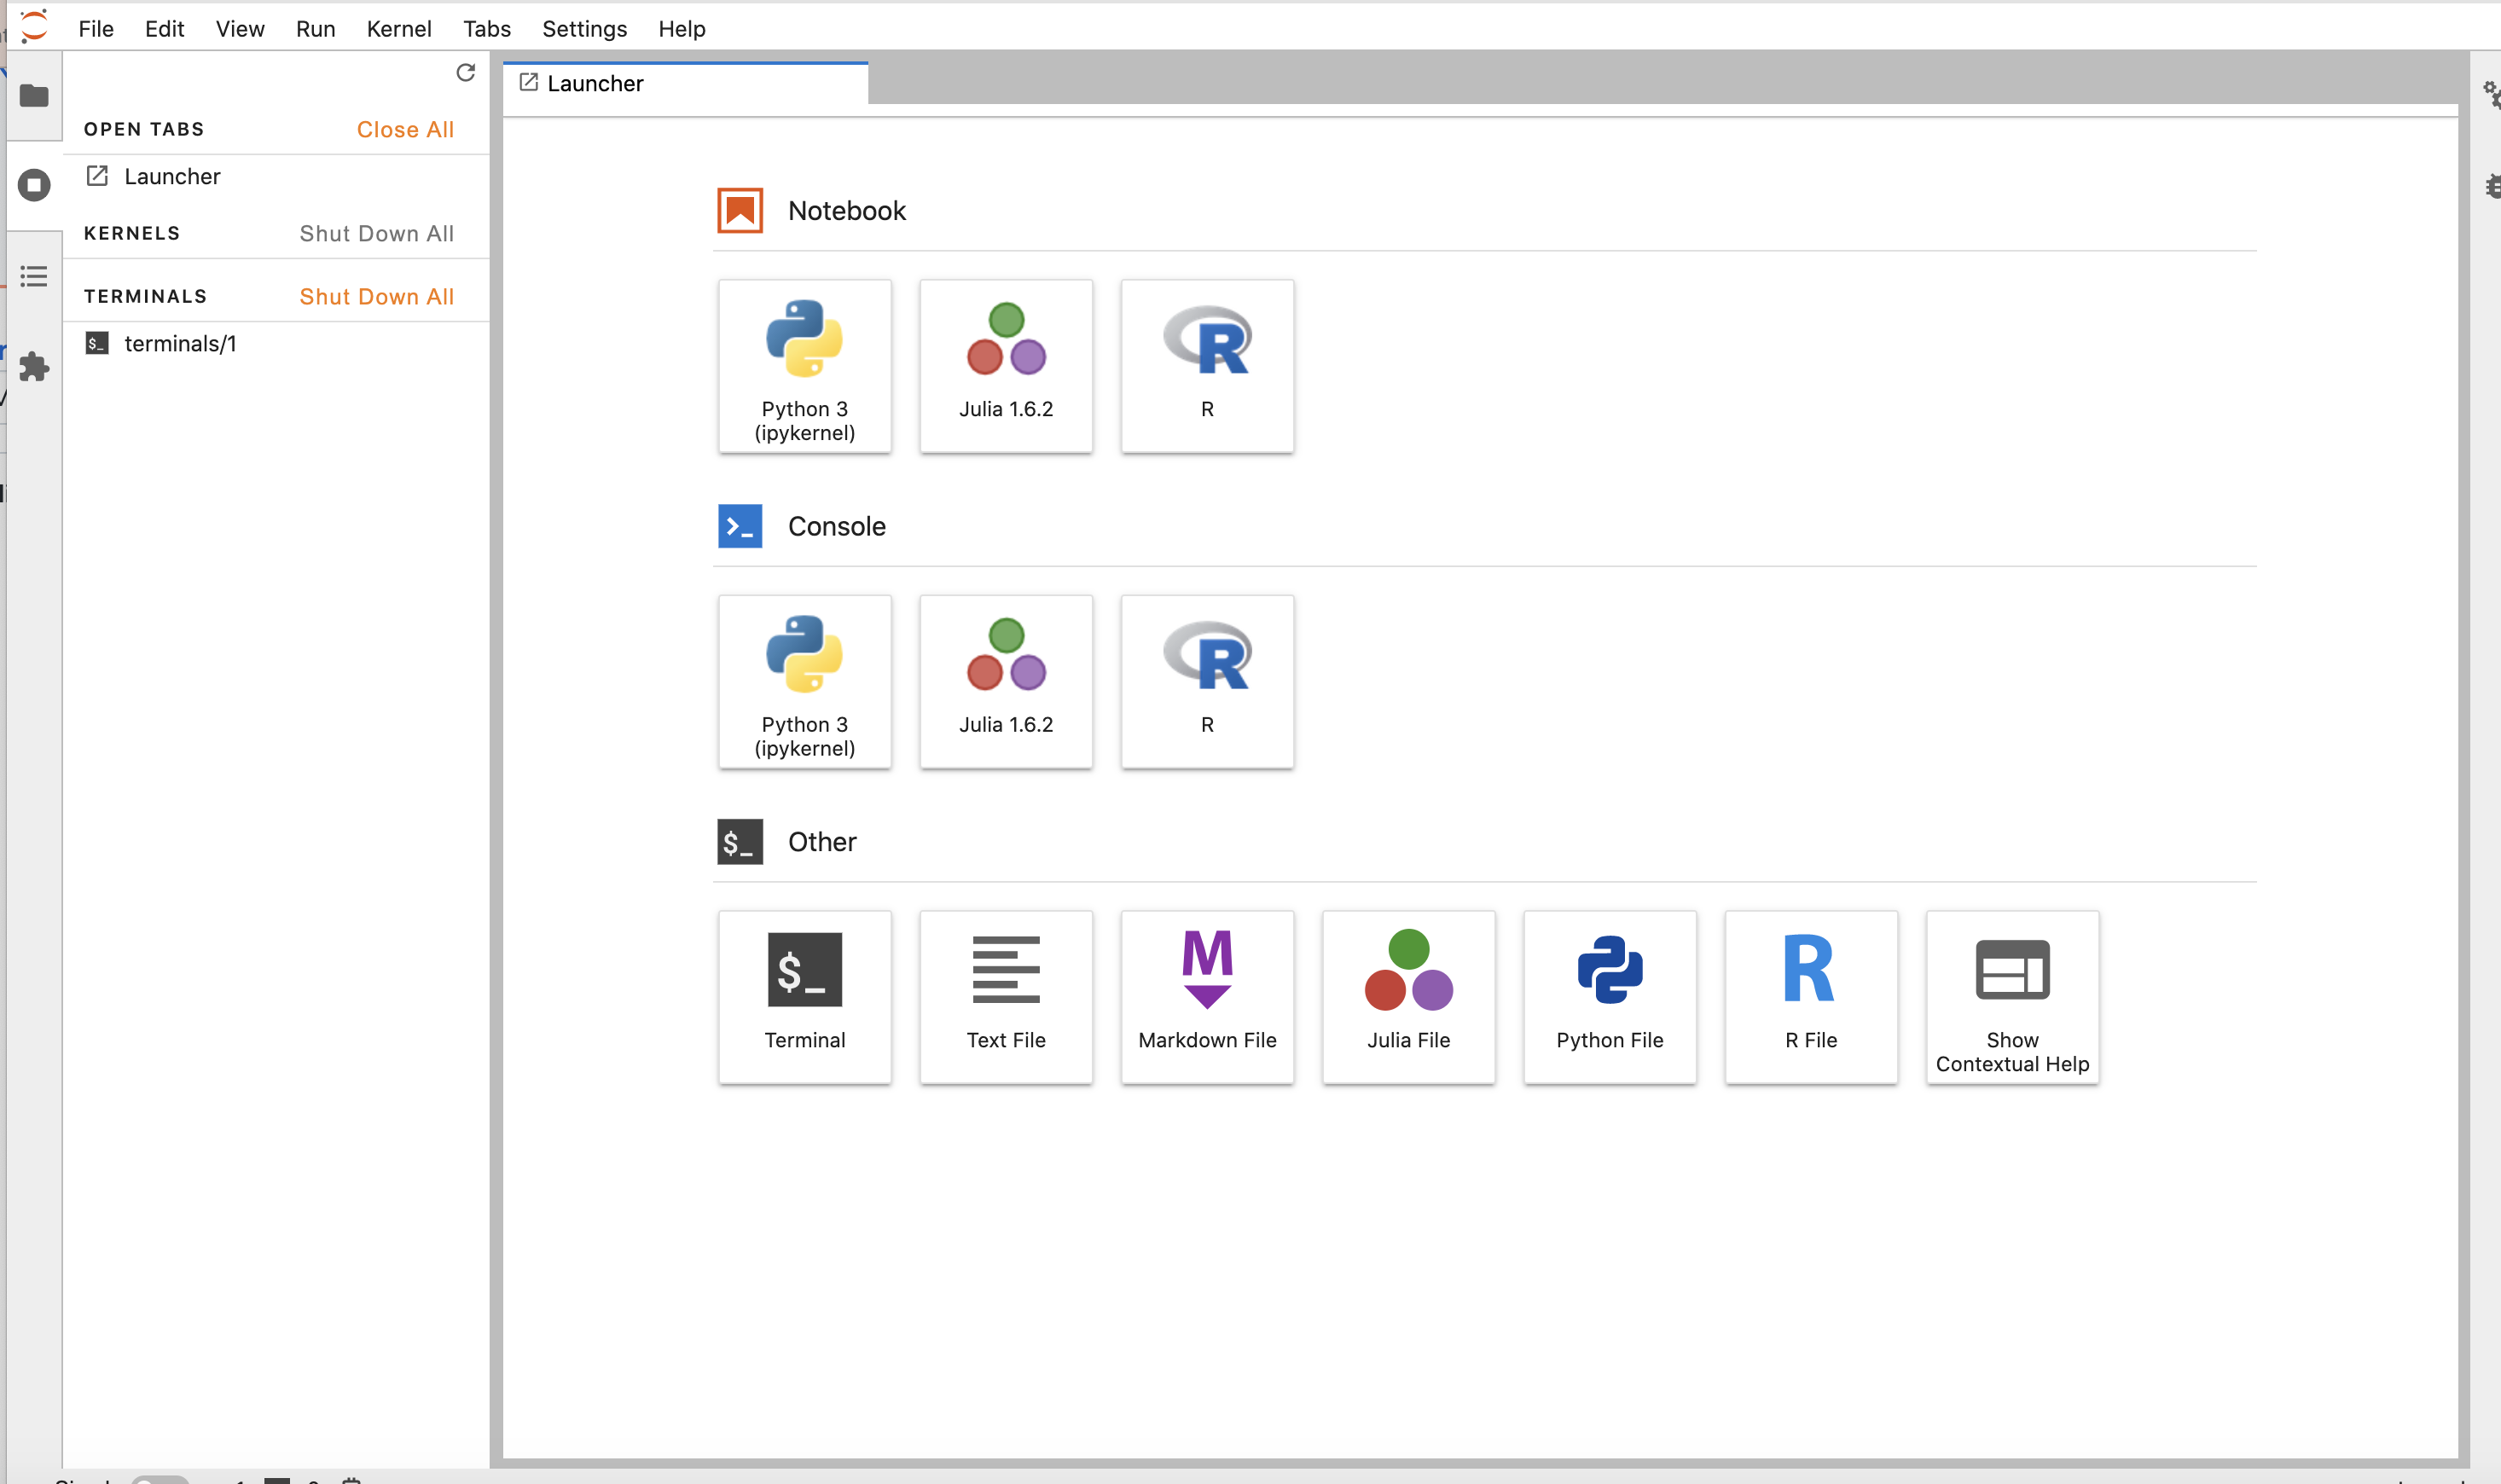 File Edit View Run Kernel Tabs Settings Help
OPEN TABS Close All
Launcher
KERNELS Shut Down All
TERMINALS Shut Down All
$_ terminals/1
Launcher
Notebook
Python 3
(ipykernel)
Julia 1.6.2
R
R
>_ Console
Python 3
(ipykernel)
Julia 1.6.2
R
R
$_ Other
$_
Terminal
Text File
M
Markdown File
Julia File
Python File
R
R File
Show
Contextual Help